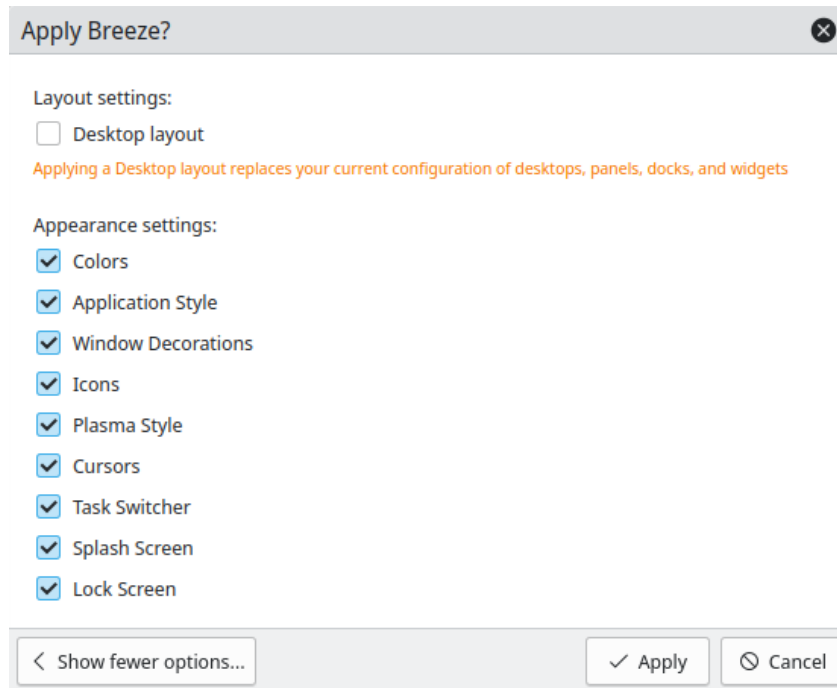 Apply Breeze?
Layout settings:
Desktop layout
Applying a Desktop layout replaces your current configuration of desktops, panels, docks, and widgets
Appearance settings:
Colors
Application Style
Window Decorations
Icons
Plasma Style
Cursors
Task Switcher
Splash Screen
Lock Screen
Show fewer options...
Apply
Cancel